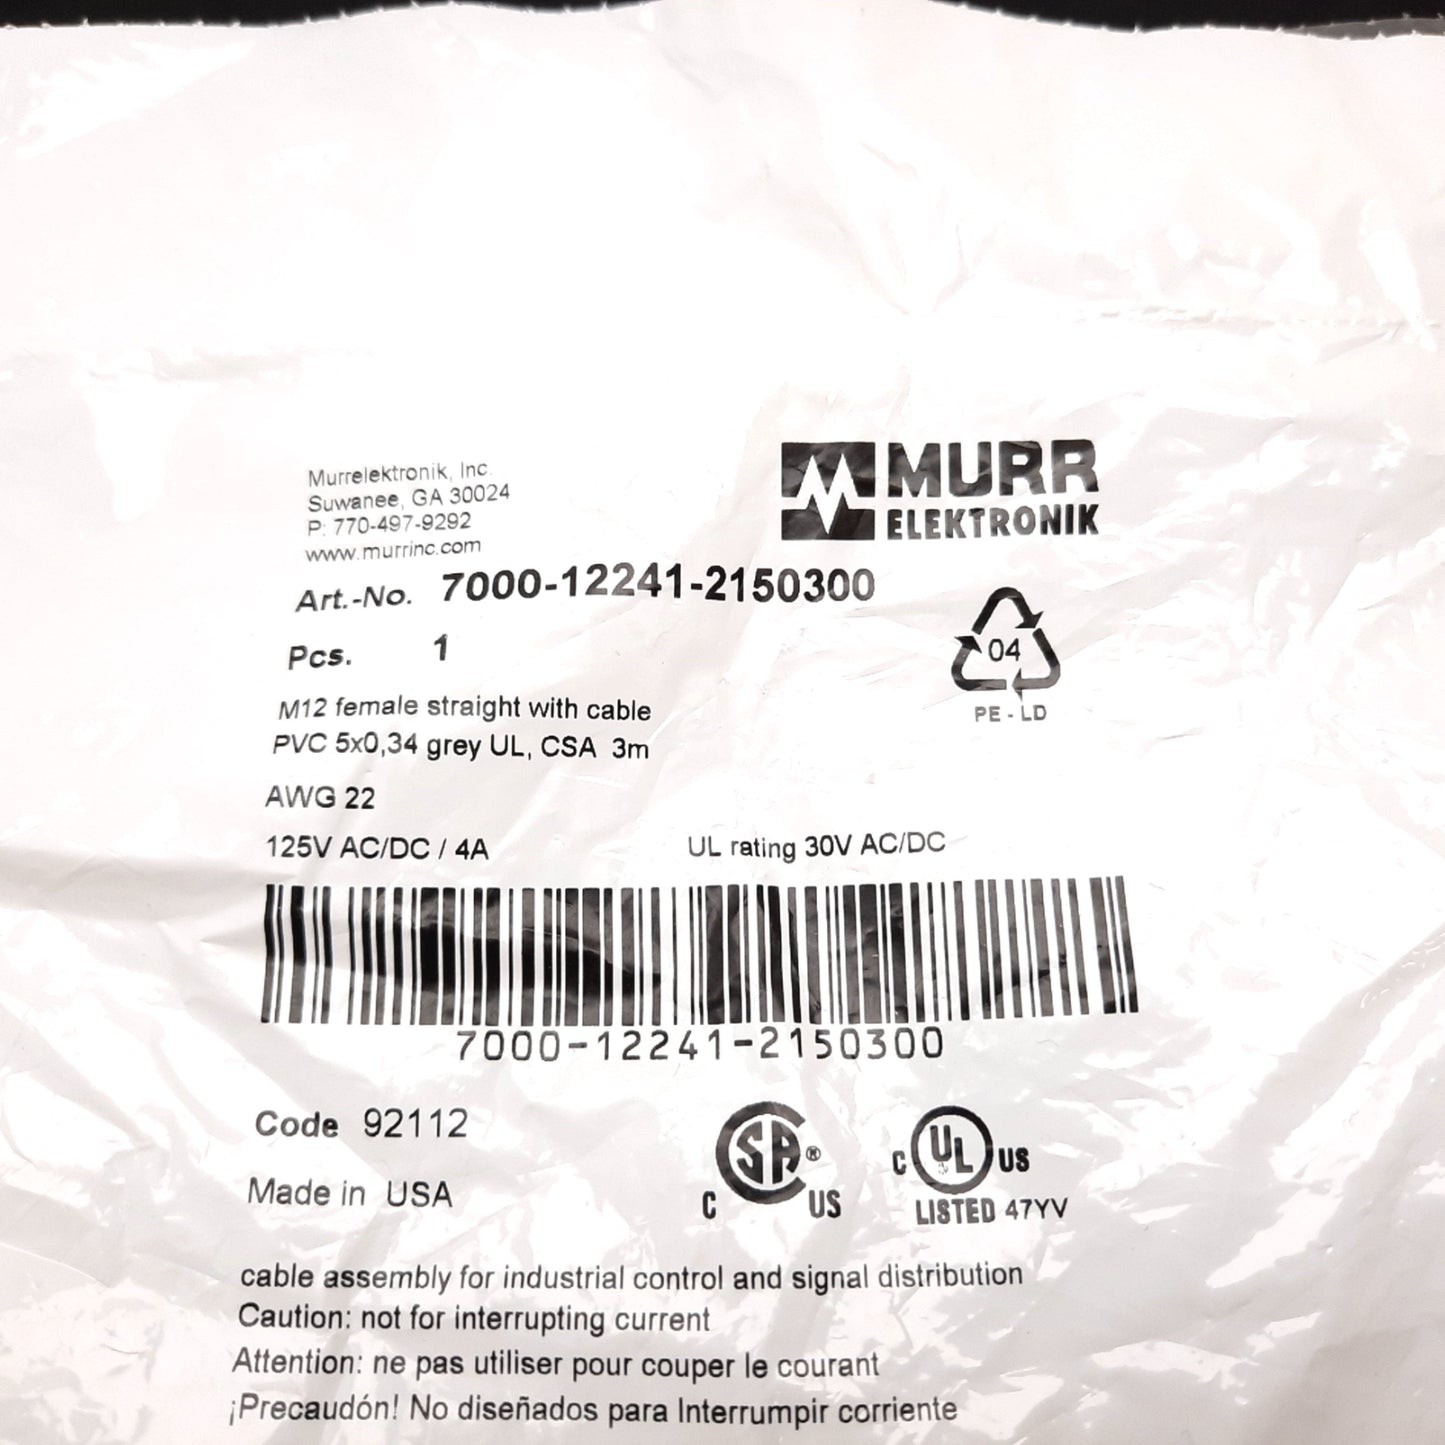 Murrelektronik, Inc.
Suwanee, GA 30024
P: 770-497-9292
www.murrinc.com
MURR
ELEKTRONIK
Art.-No. 7000-12241-2150300
Pcs. 1
04
PE - LD
M12 female straight with cable
PVC 5x0,34 grey UL, CSA 3m
AWG 22
125V AC/DC / 4A UL rating 30V AC/DC
7000-12241-2150300
Code 92112
Made in USA
C SA® US
C UL US
LISTED 47YV
cable assembly for industrial control and signal distribution
Caution: not for interrupting current
Attention: ne pas utiliser pour couper le courant
¡Precaudón! No diseñados para Interrumpir corriente